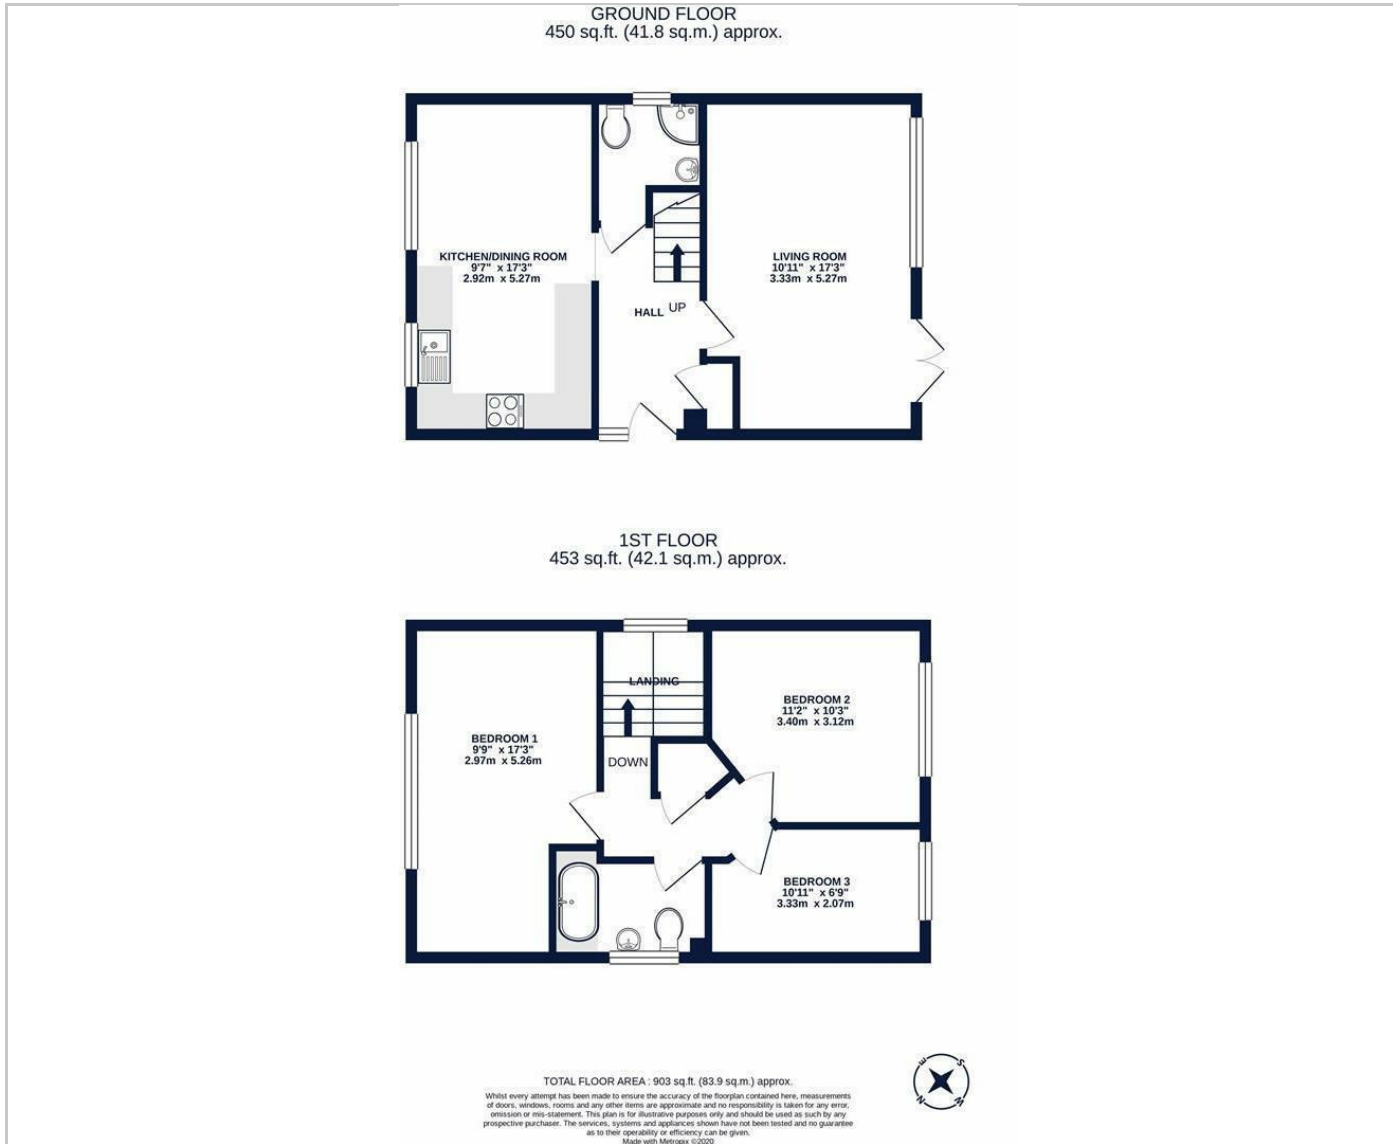 GROUND FLOOR
450 sq.ft. (41.8 sq.m.) approx.
KITCHEN/DINING ROOM
9'7" x 17'3"
2.92m x 5.27m
LIVING ROOM
10'11" x 17'3"
3.33m x 5.27m
HALL
UP
1ST FLOOR
453 sq.ft. (42.1 sq.m.) approx.
LANDING
BEDROOM 2
11'2" x 10'3"
3.40m x 3.12m
BEDROOM 1
9'9" x 17'3"
2.97m x 5.26m
DOWN
BEDROOM 3
10'11" x 6'9"
3.33m x 2.07m
E S
N W
TOTAL FLOOR AREA : 903 sq.ft. (83.9 sq.m.) approx.
Whilst every attempt has been made to ensure the accuracy of the floorplan contained here, measurements
of doors, windows, rooms and any other items are approximate and no responsibility is taken for any error,
omission or mis-statement. This plan is for illustrative purposes only and should be used as such by any
prospective purchaser. The services, systems and appliances shown have not been tested and no guarantee
as to their operability or efficiency can be given.
Made with Metropix ©2020